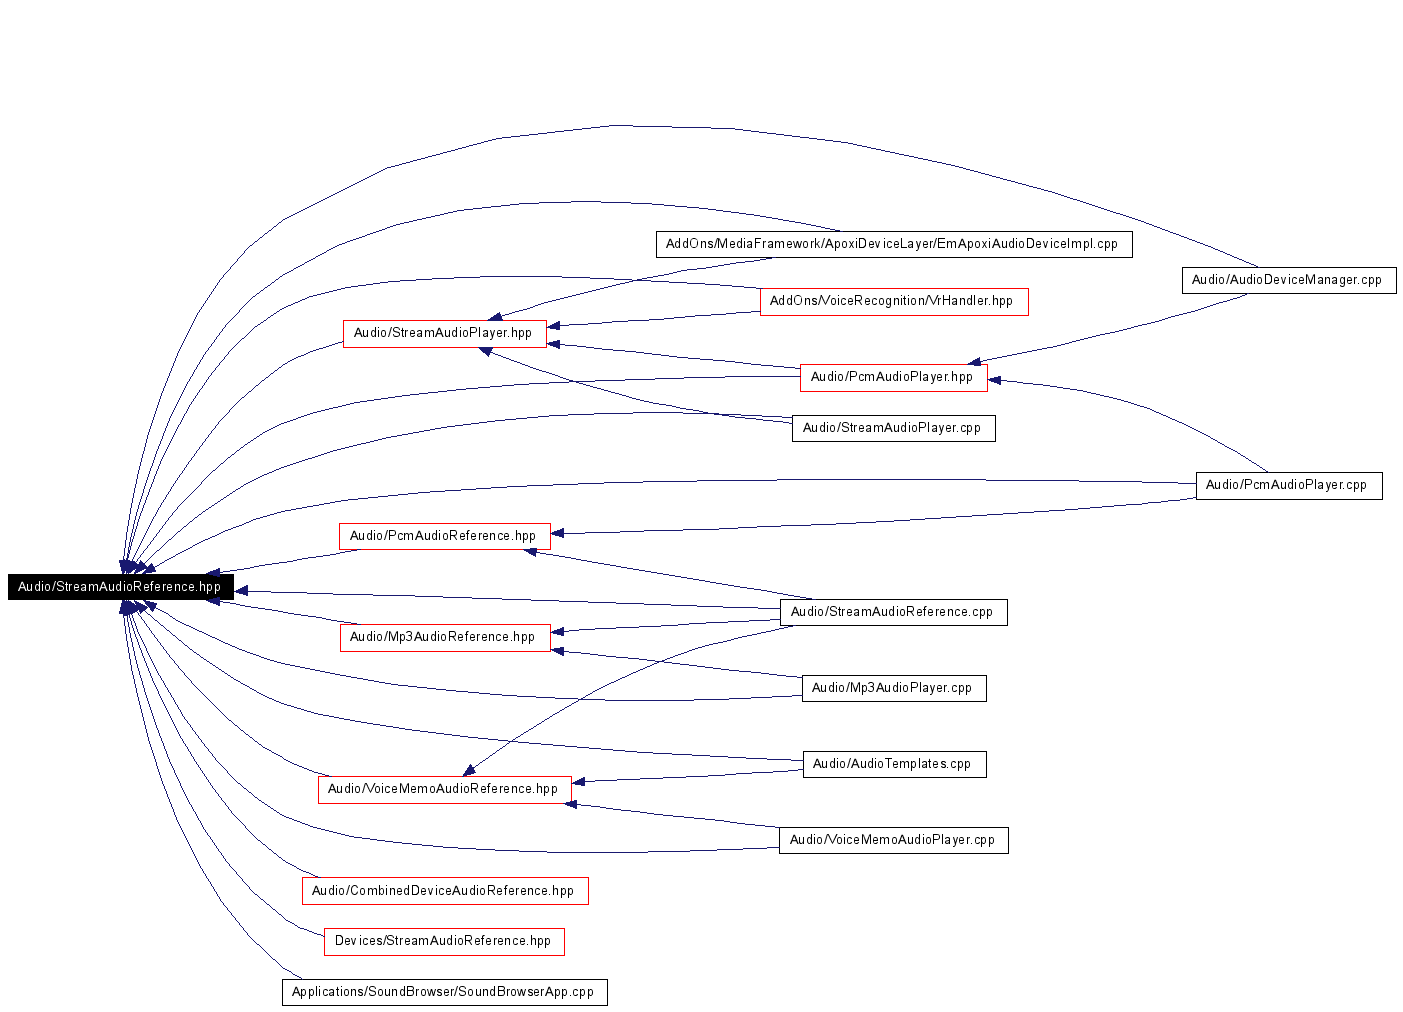 AddOns/MediaFramework/ApoxiDeviceLayer/EmApoxiAudioDeviceImpl.cpp
Audio/AudioDeviceManager.cpp
AddOns/VoiceRecognition/VrHandler.hpp
Audio/StreamAudioPlayer.hpp
Audio/PcmAudioPlayer.hpp
Audio/StreamAudioPlayer.cpp
Audio/PcmAudioPlayer.cpp
Audio/PcmAudioReference.hpp
Audio/StreamAudioReference.hpp
Audio/StreamAudioReference.cpp
Audio/Mp3AudioReference.hpp
Audio/Mp3AudioPlayer.cpp
Audio/AudioTemplates.cpp
Audio/VoiceMemoAudioReference.hpp
Audio/VoiceMemoAudioPlayer.cpp
Audio/CombinedDeviceAudioReference.hpp
Devices/StreamAudioReference.hpp
Applications/SoundBrowser/SoundBrowserApp.cpp